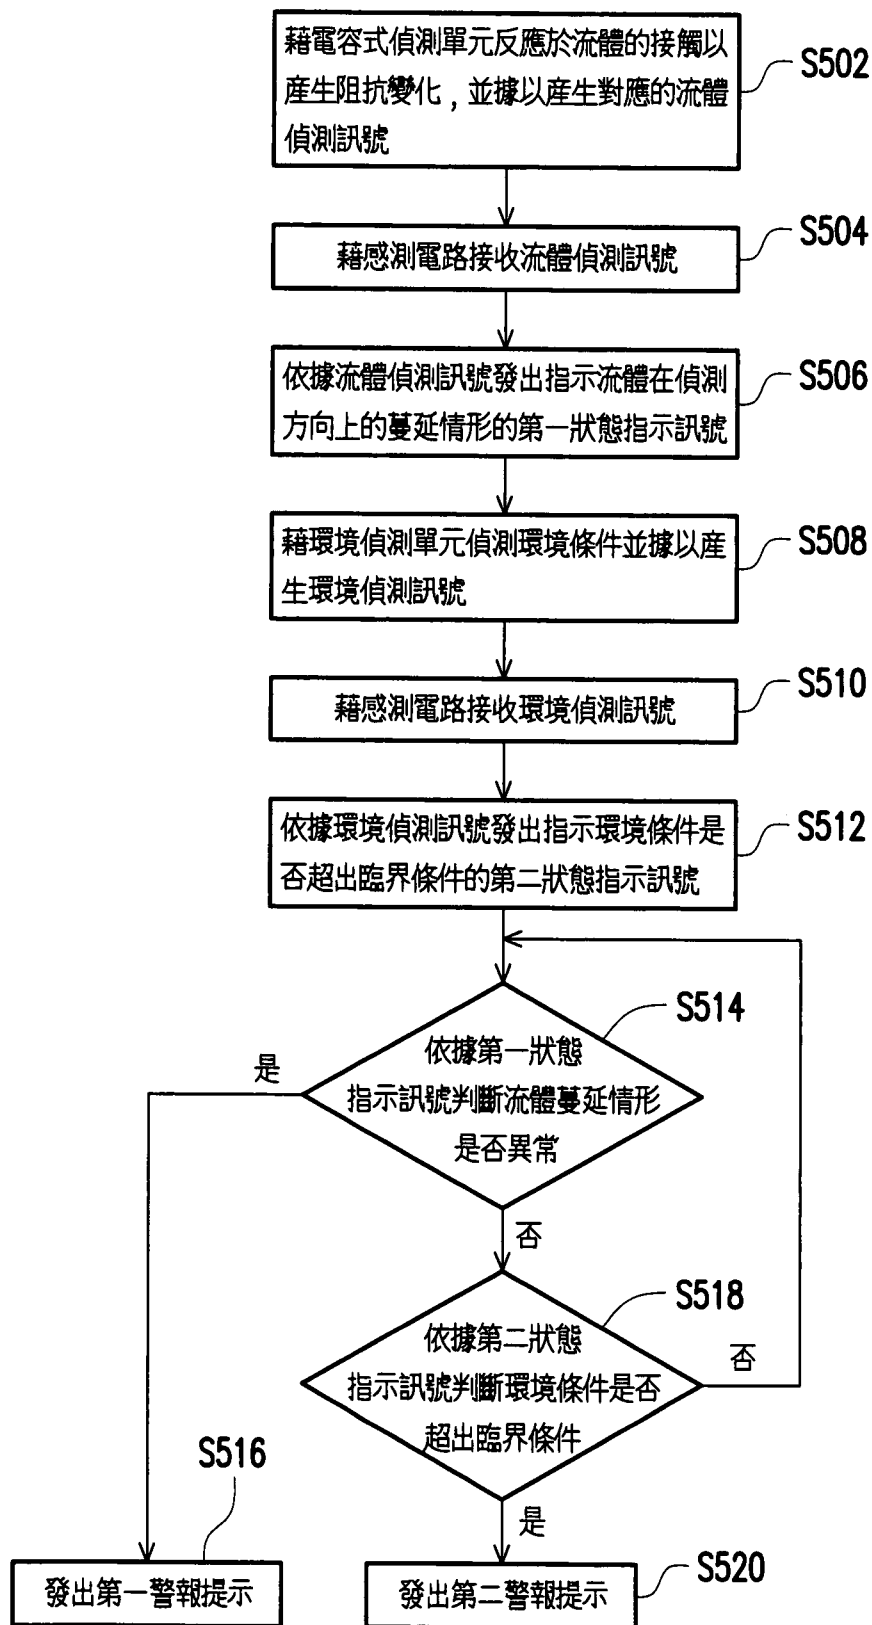 藉電容式偵測單元反應於流體的接觸以
產生阻抗變化，並據以產生對應的流體
偵測訊號
S502
藉感測電路接收流體偵測訊號
S504
依據流體偵測訊號發出指示流體在偵測
方向上的蔓延情形的第一狀態指示訊號
S506
藉環境偵測單元偵測環境條件並據以產
生環境偵測訊號
S508
藉感測電路接收環境偵測訊號
S510
依據環境偵測訊號發出指示環境條件是
否超出臨界條件的第二狀態指示訊號
S512
S514
依據第一狀態
指示訊號判斷流體蔓延情形
是否異常
是
否
S518
依據第二狀態
指示訊號判斷環境條件是否
超出臨界條件
否
是
S516
發出第一警報提示
S520
發出第二警報提示